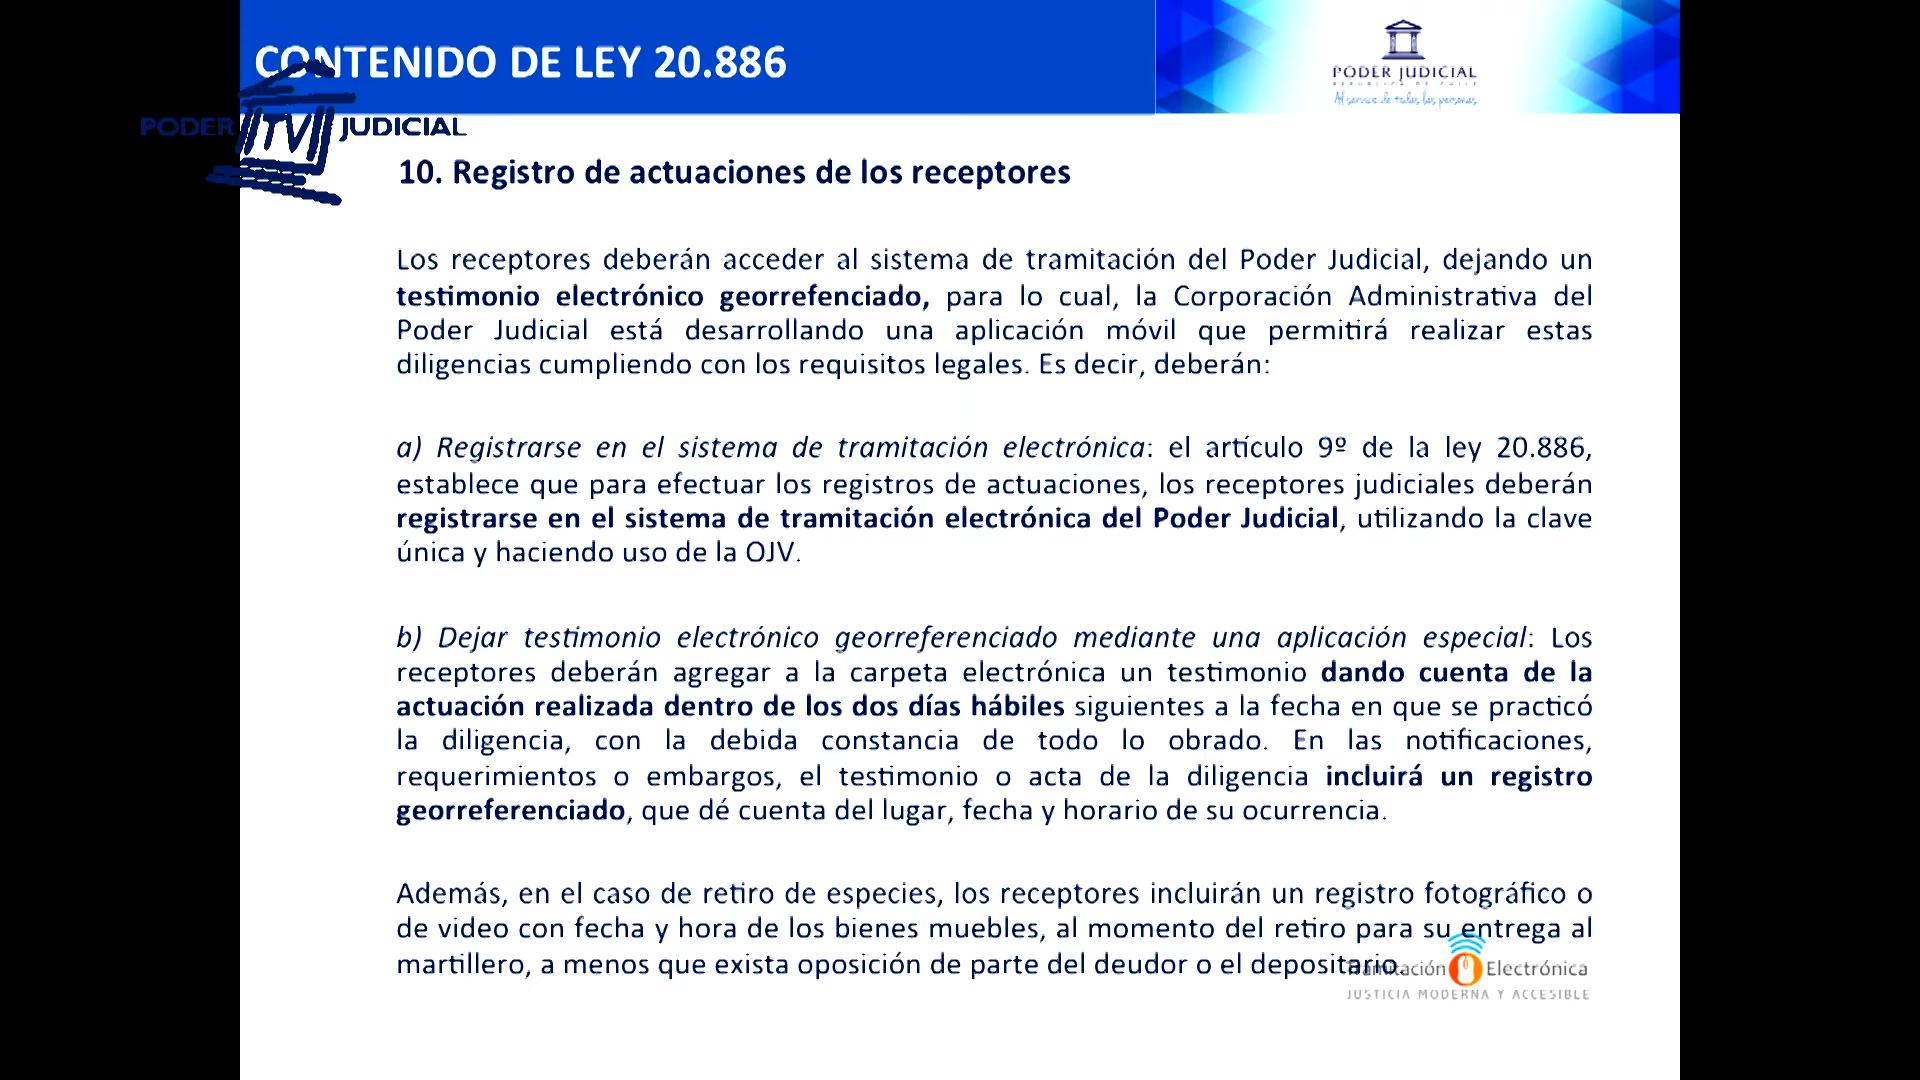 CONTENIDO DE LEY 20.886
PODER JUDICIAL
REPUBLICA DE CHILE
Al servicio de todas las personas
PODER TV JUDICIAL
10. Registro de actuaciones de los receptores
Los receptores deberán acceder al sistema de tramitación del Poder Judicial, dejando un
testimonio electrónico georrefenciado, para lo cual, la Corporación Administrativa del
Poder Judicial está desarrollando una aplicación móvil que permitirá realizar estas
diligencias cumpliendo con los requisitos legales. Es decir, deberán:
a) Registrarse en el sistema de tramitación electrónica: el artículo 9º de la ley 20.886,
establece que para efectuar los registros de actuaciones, los receptores judiciales deberán
registrarse en el sistema de tramitación electrónica del Poder Judicial, utilizando la clave
única y haciendo uso de la OJV.
b) Dejar testimonio electrónico georreferenciado mediante una aplicación especial: Los
receptores deberán agregar a la carpeta electrónica un testimonio dando cuenta de la
actuación realizada dentro de los dos días hábiles siguientes a la fecha en que se practicó
la diligencia, con la debida constancia de todo lo obrado. En las notificaciones,
requerimientos o embargos, el testimonio o acta de la diligencia incluirá un registro
georreferenciado, que dé cuenta del lugar, fecha y horario de su ocurrencia.
Además, en el caso de retiro de especies, los receptores incluirán un registro fotográfico o
de video con fecha y hora de los bienes muebles, al momento del retiro para su entrega al
martillero, a menos que exista oposición de parte del deudor o el depositario.
Tramitación Electrónica
JUSTICIA MODERNA Y ACCESIBLE